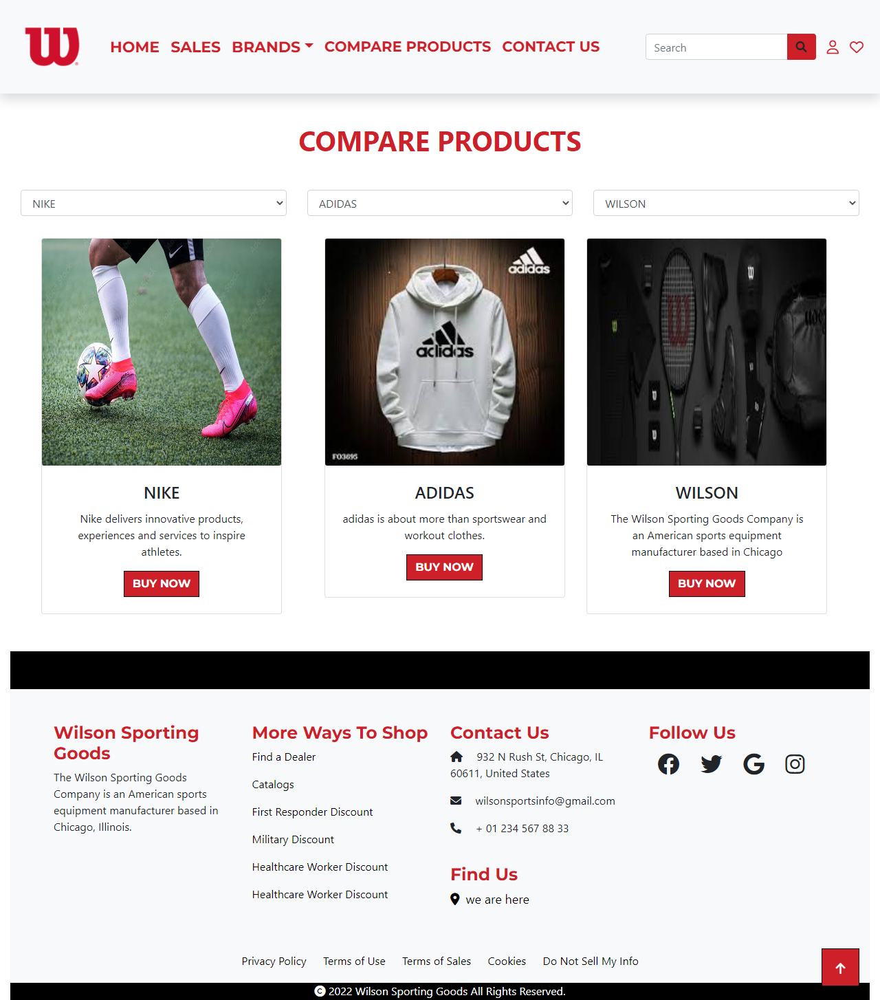 HOME SALES BRANDS COMPARE PRODUCTS CONTACT US Search
COMPARE PRODUCTS
NIKE ADIDAS WILSON
adidas
adidas
FO3695
NIKE
Nike delivers innovative products,
experiences and services to inspire
athletes.
BUY NOW
ADIDAS
adidas is about more than sportswear and
workout clothes.
BUY NOW
WILSON
The Wilson Sporting Goods Company is
an American sports equipment
manufacturer based in Chicago
BUY NOW
Wilson Sporting
Goods
The Wilson Sporting Goods
Company is an American sports
equipment manufacturer based in
Chicago, Illinois.
More Ways To Shop
Find a Dealer
Catalogs
First Responder Discount
Military Discount
Healthcare Worker Discount
Healthcare Worker Discount
Contact Us
932 N Rush St, Chicago, IL
60611, United States
wilsonsportsinfo@gmail.com
+ 01 234 567 88 33
Find Us
we are here
Follow Us
Privacy Policy Terms of Use Terms of Sales Cookies Do Not Sell My Info
© 2022 Wilson Sporting Goods All Rights Reserved.